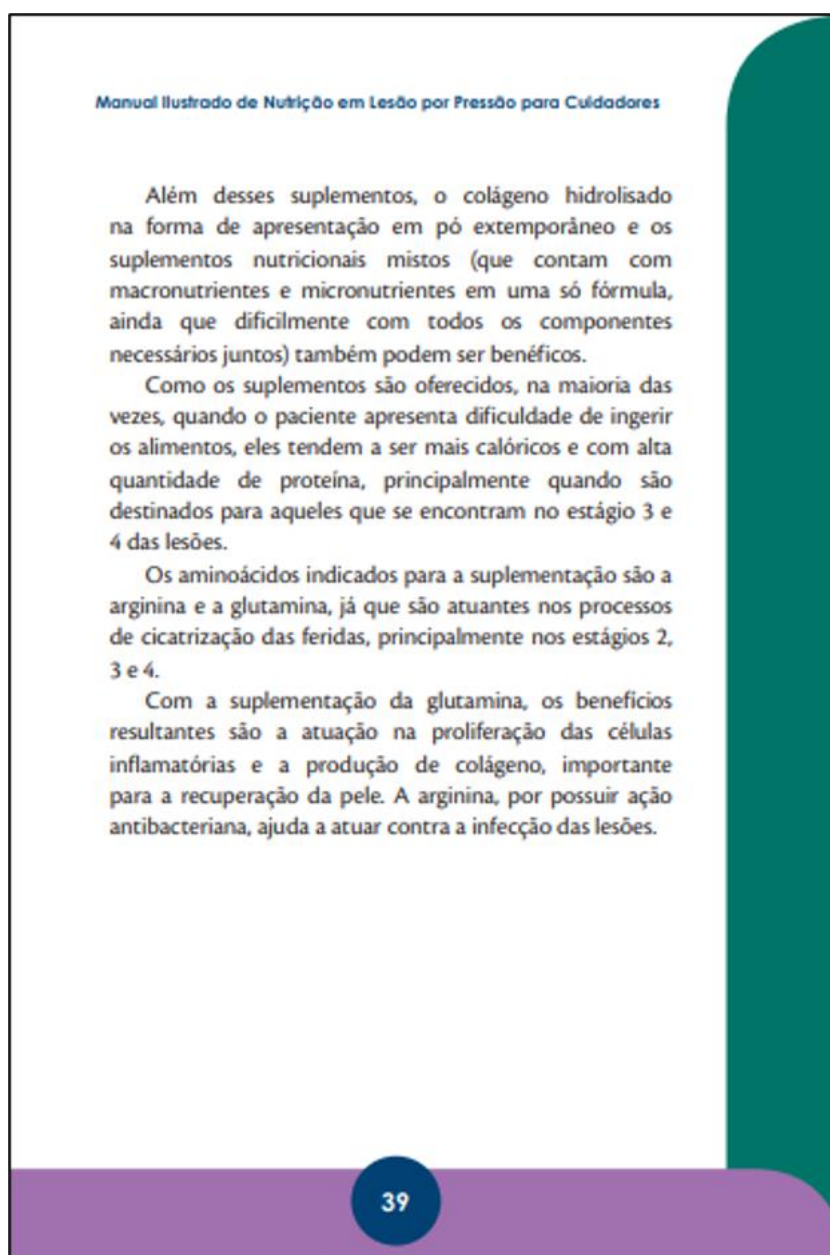 Manual Ilustrado de Nutrição em Lesão por Pressão para Cuidadores
Além desses suplementos, o colágeno hidrolisado
na forma de apresentação em pó extemporâneo e os
suplementos nutricionais mistos (que contam com
macronutrientes e micronutrientes em uma só fórmula,
ainda que dificilmente com todos os componentes
necessários juntos) também podem ser benéficos.
Como os suplementos são oferecidos, na maioria das
vezes, quando o paciente apresenta dificuldade de ingerir
os alimentos, eles tendem a ser mais calóricos e com alta
quantidade de proteína, principalmente quando são
destinados para aqueles que se encontram no estágio 3 e
4 das lesões.
Os aminoácidos indicados para a suplementação são a
arginina e a glutamina, já que são atuantes nos processos
de cicatrização das feridas, principalmente nos estágios 2,
3 e 4.
Com a suplementação da glutamina, os benefícios
resultantes são a atuação na proliferação das células
inflamatórias e a produção de colágeno, importante
para a recuperação da pele. A arginina, por possuir ação
antibacteriana, ajuda a atuar contra a infecção das lesões.
39